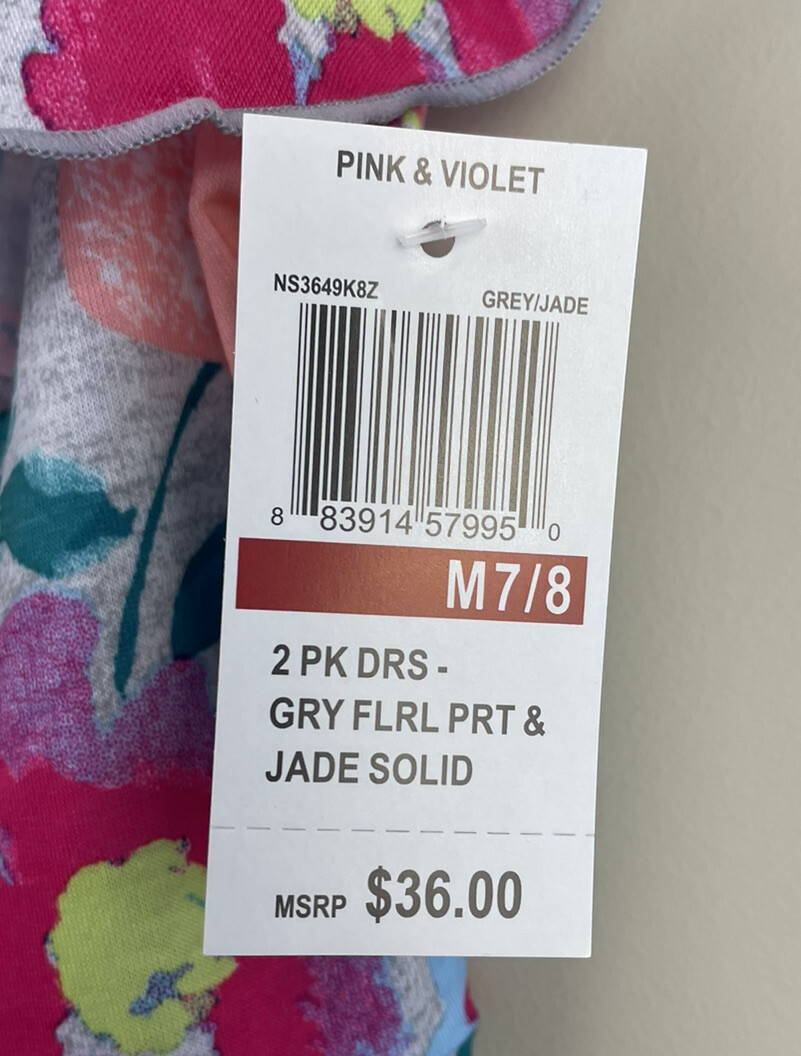 PINK & VIOLET
NS3649K8Z
GREY/JADE
8 83914 57995 0
M 7/8
2 PK DRS -
GRY FLRL PRT &
JADE SOLID
MSRP $36.00